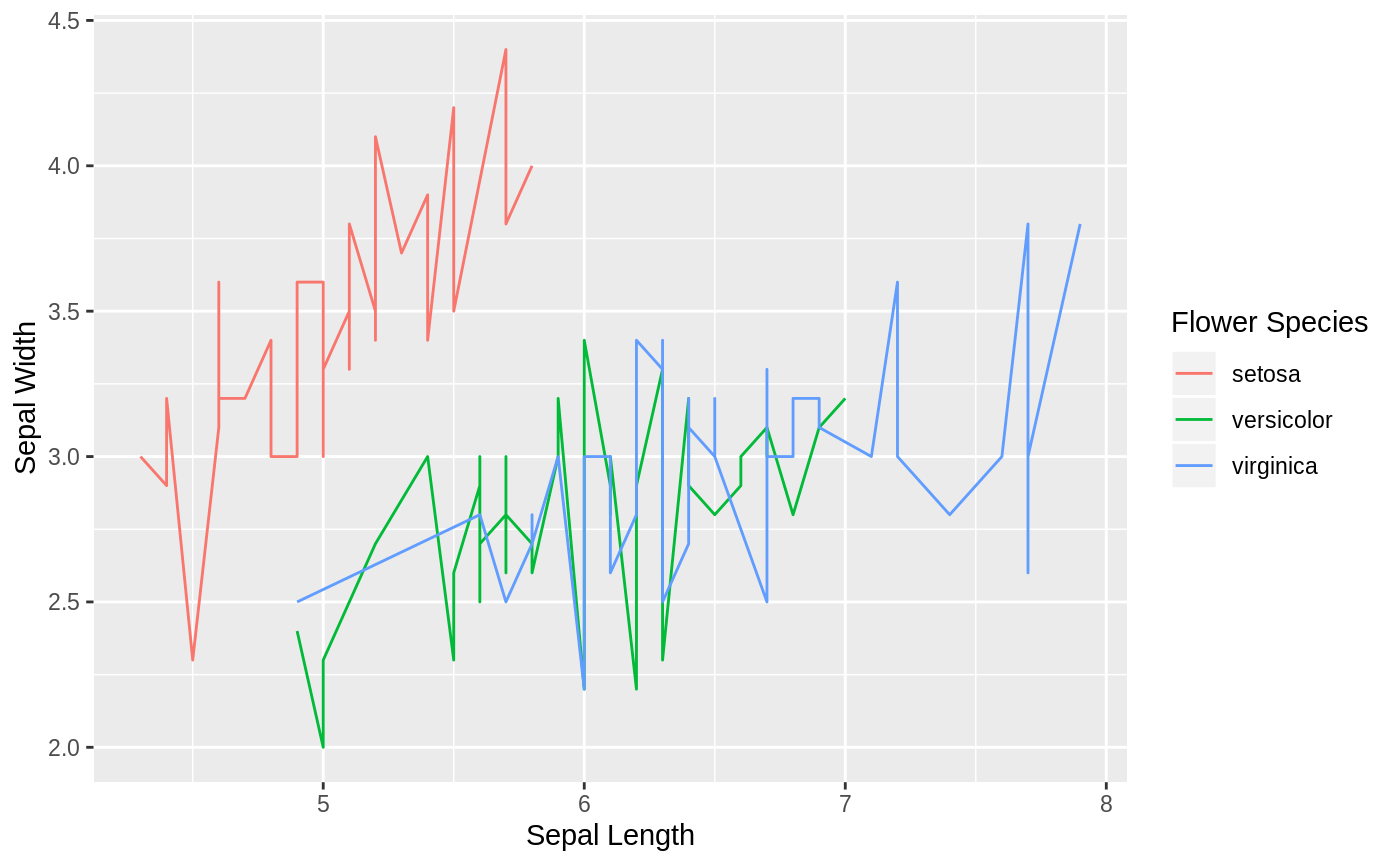 4.5
4.0
3.5
3.0
2.5
2.0
Sepal Width
5 6 7 8
Sepal Length
Flower Species
setosa
versicolor
virginica